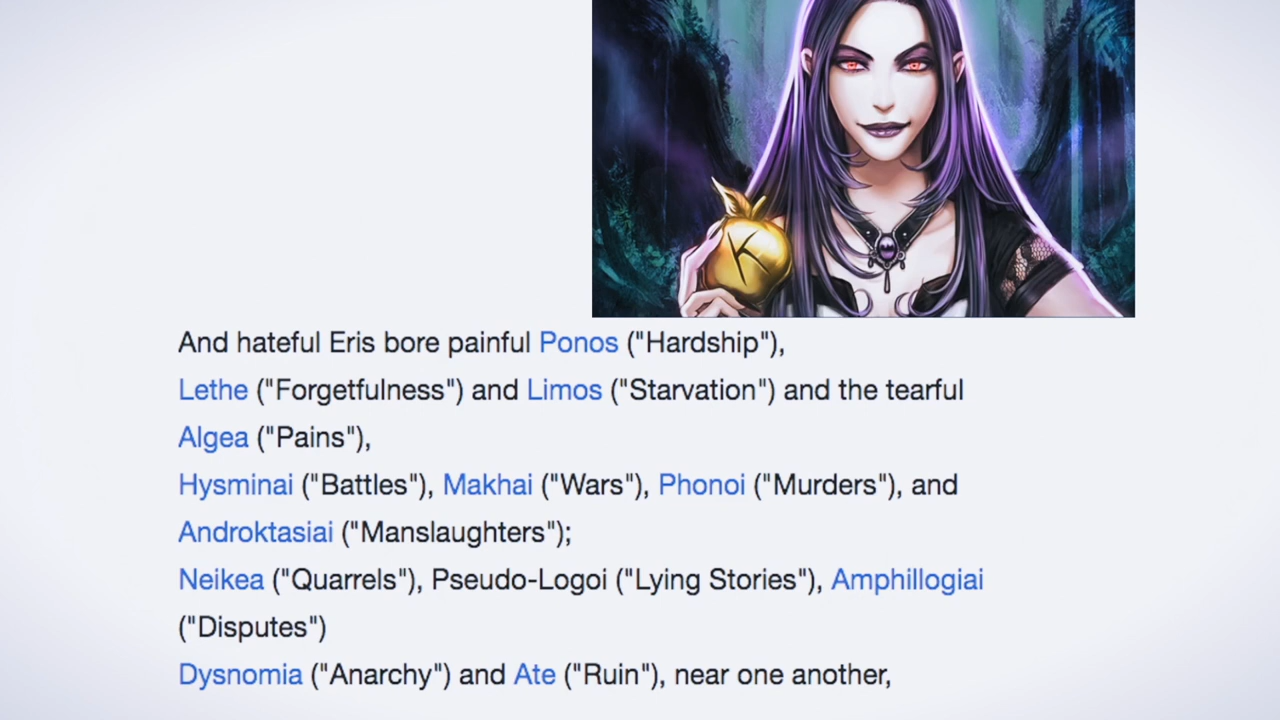 K
And hateful Eris bore painful Ponos ("Hardship"),
Lethe ("Forgetfulness") and Limos ("Starvation") and the tearful
Algea ("Pains"),
Hysminai ("Battles"), Makhai ("Wars"), Phonoi ("Murders"), and
Androktasiai ("Manslaughters");
Neikea ("Quarrels"), Pseudo-Logoi ("Lying Stories"), Amphillogiai
("Disputes")
Dysnomia ("Anarchy") and Ate ("Ruin"), near one another,